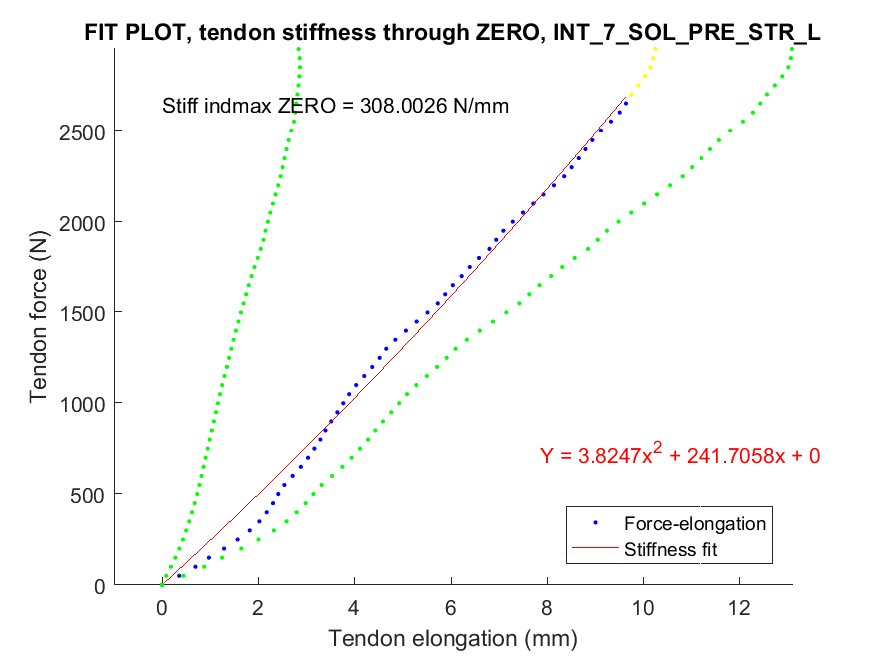 FIT PLOT, tendon stiffness through ZERO, INT_7_SOL_PRE_STR_L
Stiff indmax ZERO = 308.0026 N/mm
2500
2000
1500
1000
500
0
Tendon force (N)
Y = 3.8247x² + 241.7058x + 0
Force-elongation
Stiffness fit
0 2 4 6 8 10 12
Tendon elongation (mm)